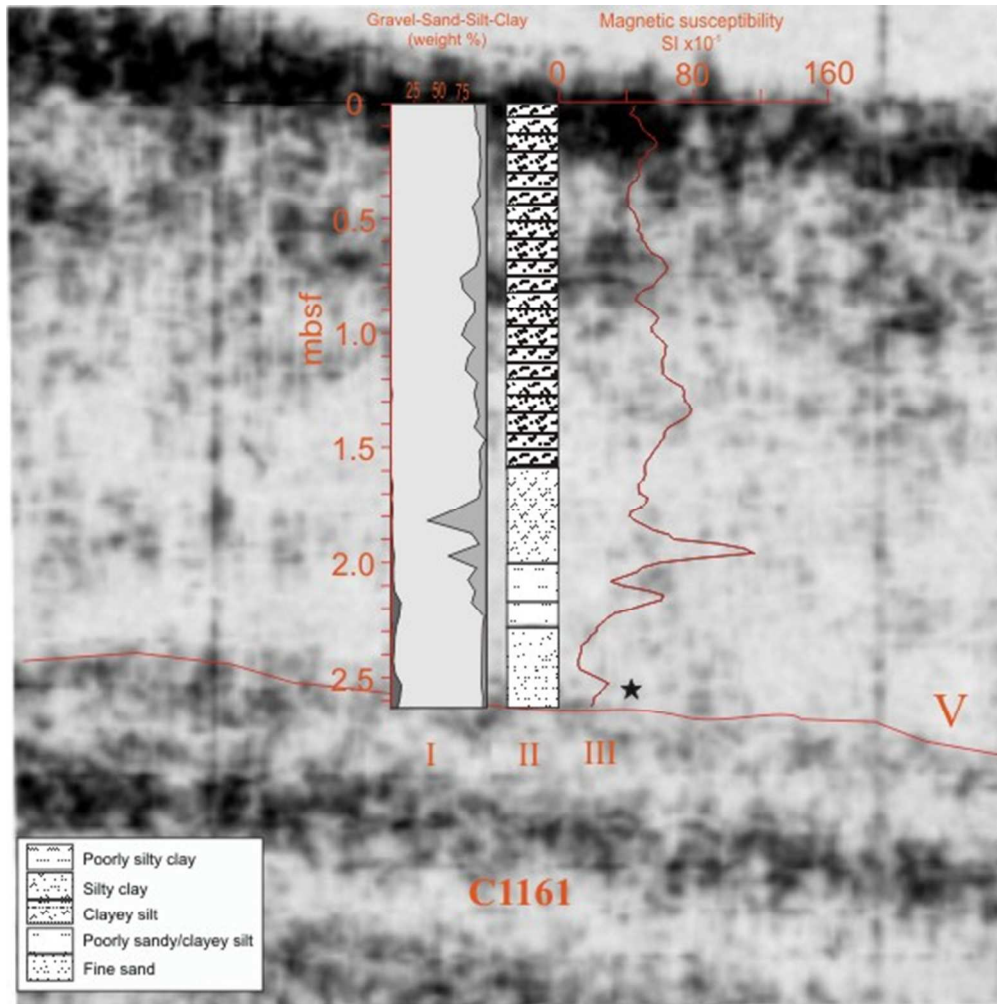 Gravel-Sand-Silt-Clay
(weight %)
Magnetic susceptibility
SI x10⁻⁵
0 80 160
25 50 75
0
0.5
1.0
1.5
2.0
2.5
mbsf
I II III
V
C1161
Poorly silty clay
Silty clay
Clayey silt
Poorly sandy/clayey silt
Fine sand